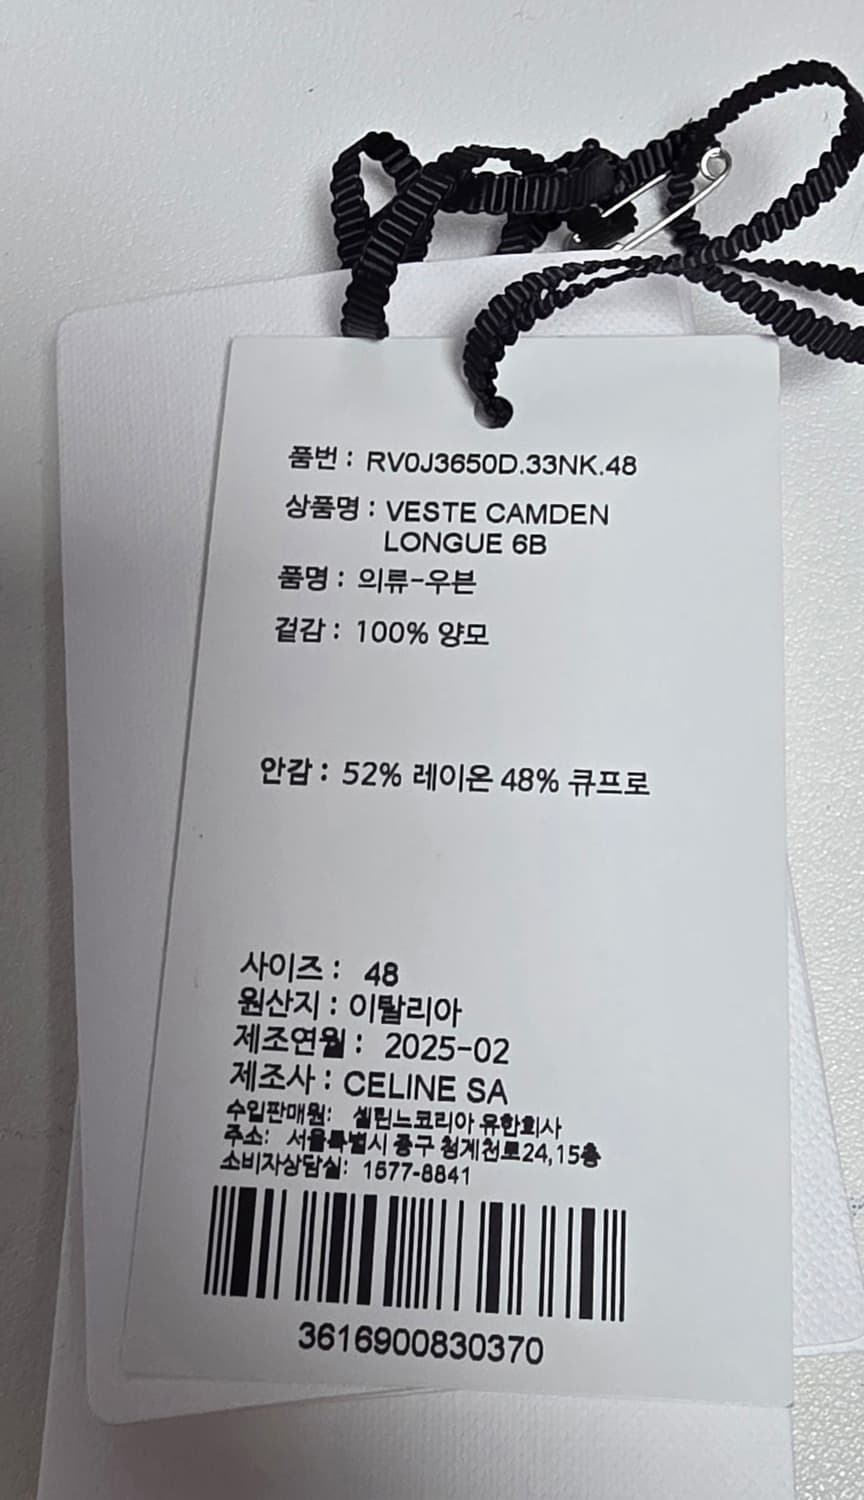 품번 : RV0J3650D.33NK.48
상품명 : VESTE CAMDEN
LONGUE 6B
품명 : 의류-우븐
겉감 : 100% 양모
안감 : 52% 레이온 48% 큐프로
사이즈 : 48
원산지 : 이탈리아
제조연월 : 2025-02
제조사 : CELINE SA
수입판매원: 셀린느코리아 유한회사
주소: 서울특별시 중구 청계천로24,15층
소비자상담실: 1577-8841
3616900830370